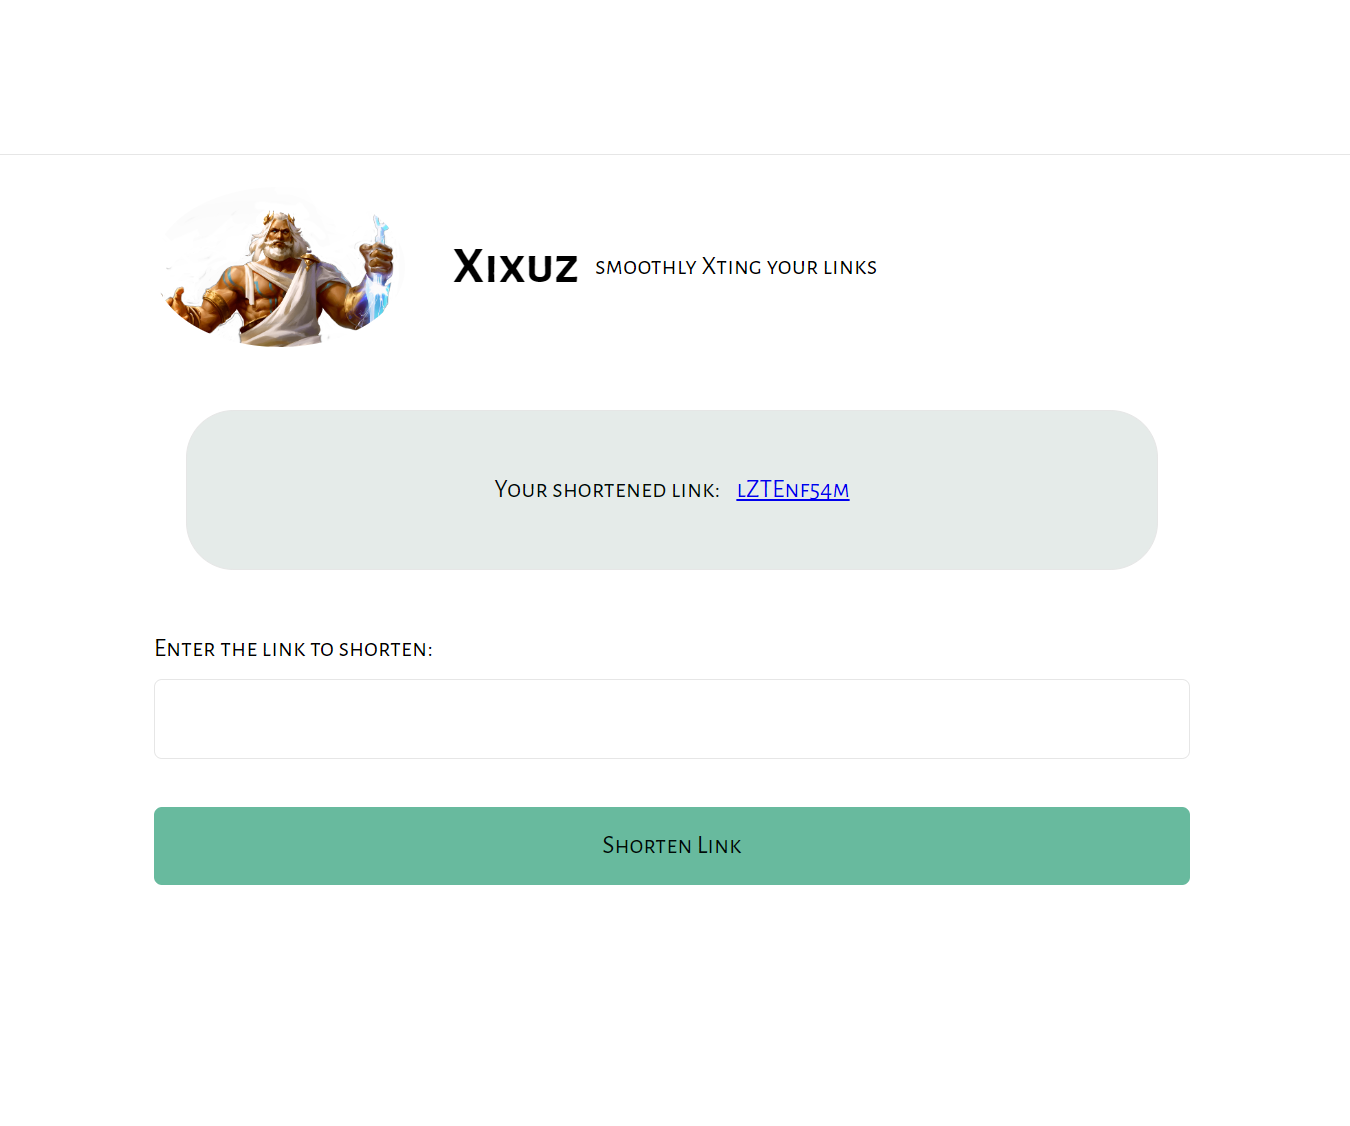 Xixuz smoothly Xting your links
Your shortened link: lZTEnf54m
Enter the link to shorten:
Shorten Link